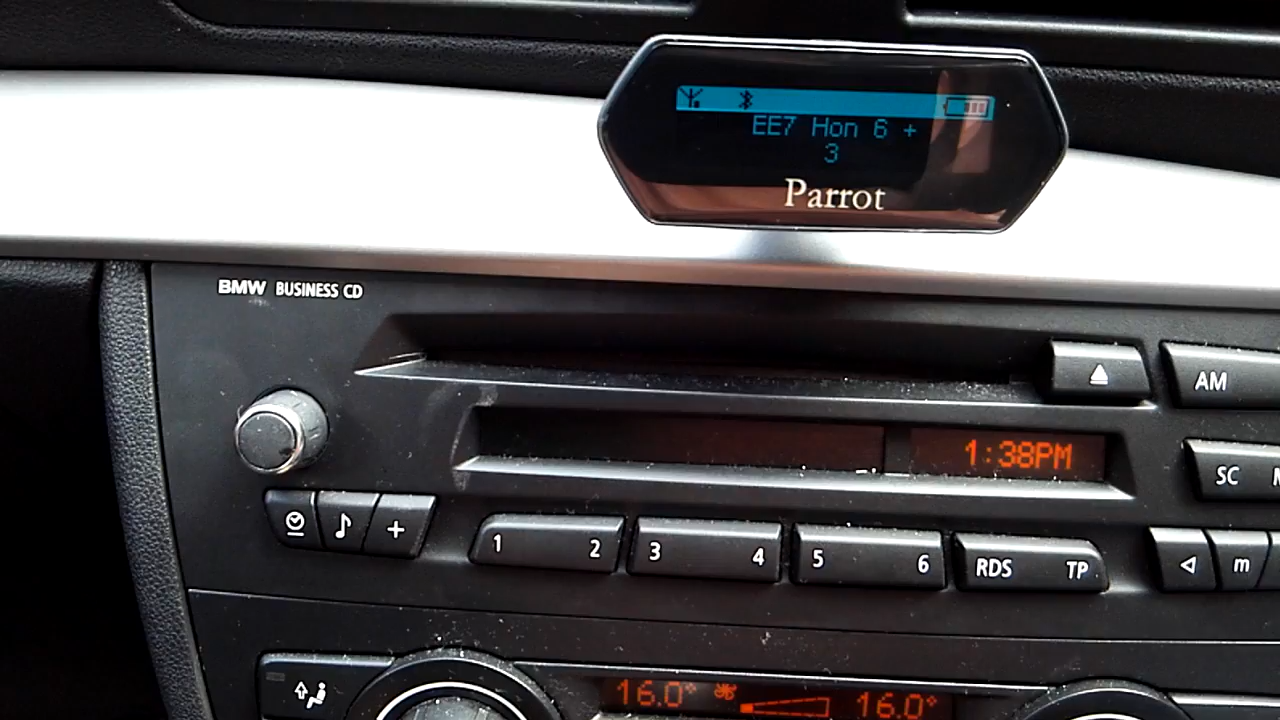 EE7 Hon 6 +
3
Parrot
BMW BUSINESS CD
AM
1:38PM
SC
1 2 3 4 5 6 RDS TP
m
16.0° 16.0°